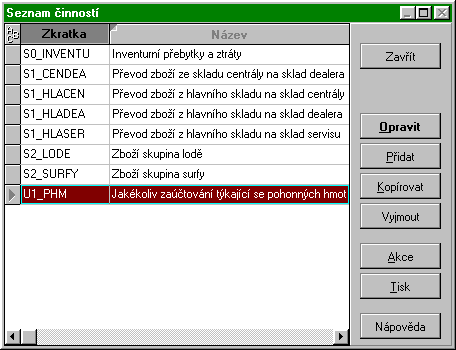 Seznam činností
Zkratka Název
S0_INVENTU Inventurní přebytky a ztráty
S1_CENDEA Převod zboží ze skladu centrály na sklad dealera
S1_HLACEN Převod zboží z hlavního skladu na sklad centrály
S1_HLADEA Převod zboží z hlavního skladu na sklad dealera
S1_HLASER Převod zboží z hlavního skladu na sklad servisu
S2_LODE Zboží skupina lodě
S2_SURFY Zboží skupina surfy
U1_PHM Jakékoliv zaúčtování týkající se pohonných hmot
Zavřít
Opravit
Přidat
Kopírovat
Vyjmout
Akce
Tisk
Nápověda